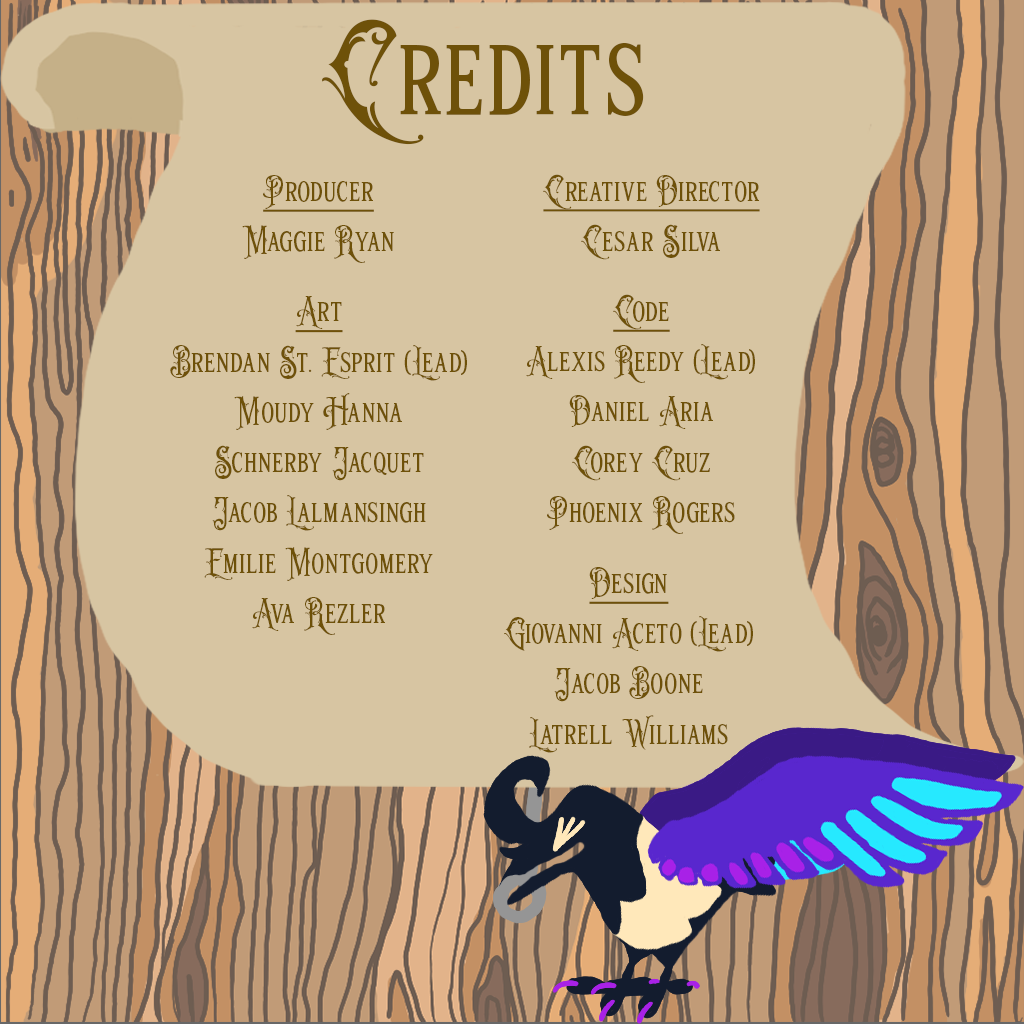 Credits
Producer
Maggie Ryan
Creative Director
Cesar Silva
Art
Brendan St. Esprit (Lead)
Moudy Hanna
Schnerby Jacquet
Jacob Lalmansingh
Emilie Montgomery
Ava Rezler
Code
Alexis Reedy (Lead)
Daniel Aria
Corey Cruz
Phoenix Rogers
Design
Giovanni Aceto (Lead)
Jacob Boone
Latrell Williams